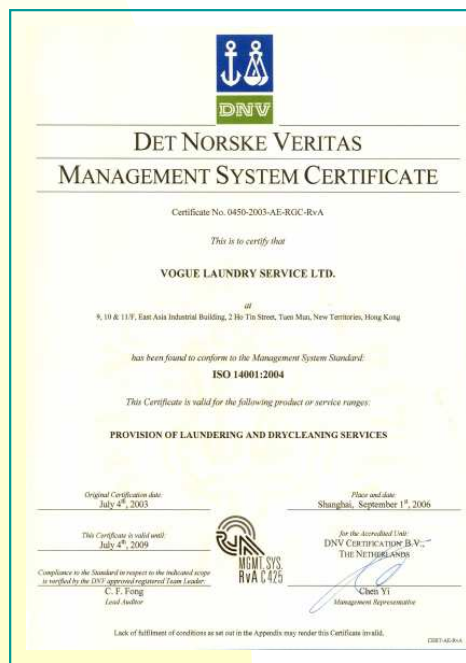 DNV
DET NORSKE VERITAS
MANAGEMENT SYSTEM CERTIFICATE
Certificate No. 0450-2003-AE-RGC-RvA
This is to certify that
VOGUE LAUNDRY SERVICE LTD.
at
9, 10 & 11/F, East Asia Industrial Building, 2 Ho Tin Street, Tuen Mun, New Territories, Hong Kong
has been found to conform to the Management System Standard:
ISO 14001:2004
This Certificate is valid for the following product or service ranges:
PROVISION OF LAUNDERING AND DRYCLEANING SERVICES
Original Certification date:
July 4th, 2003
Place and date:
Shanghai, September 1st, 2006
This Certificate is valid until:
July 4th, 2009
for the Accredited Unit:
DNV CERTIFICATION B.V.,
THE NETHERLANDS
RvA
MGMT. SYS.
RvA C 425
Compliance to the Standard in respect to the indicated scope
is verified by the DNV approved registered Team Leader:
C. F. Fong
Lead Auditor
Chen Yi
Management Representative
Lack of fulfilment of conditions as set out in the Appendix may render this Certificate invalid.